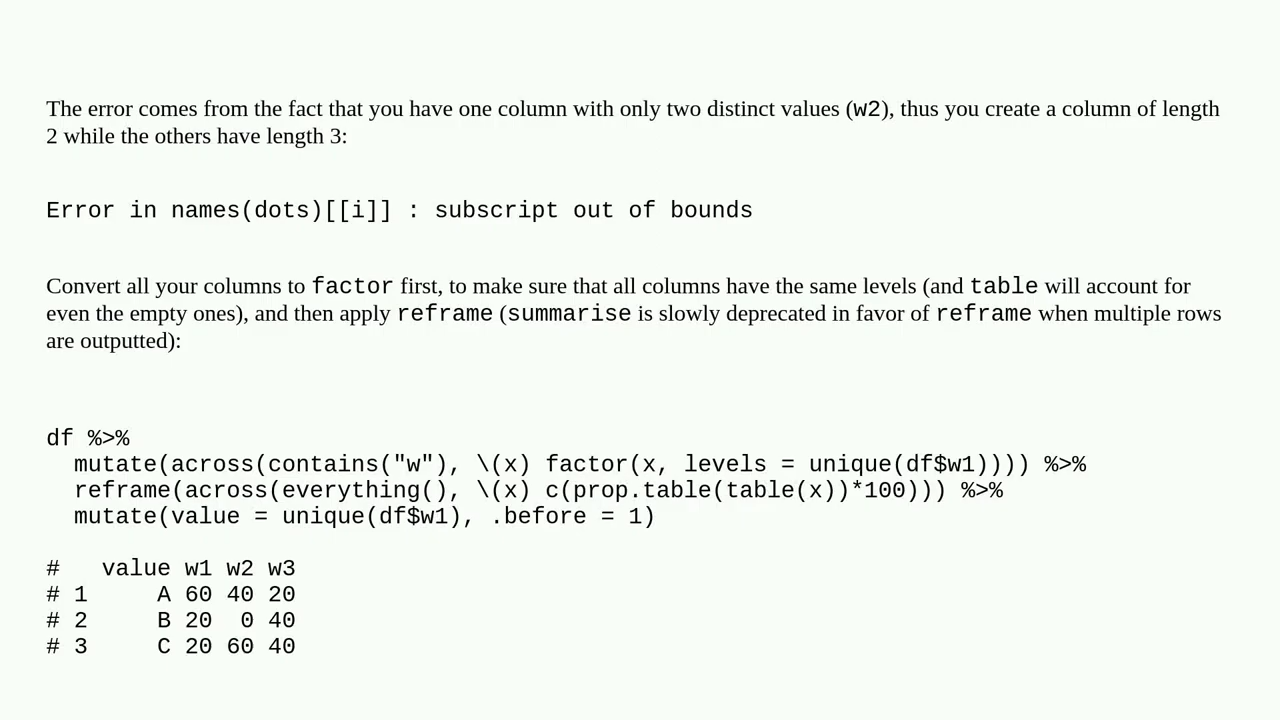 The error comes from the fact that you have one column with only two distinct values (w2), thus you create a column of length
2 while the others have length 3:
Error in names(dots)[[i]] : subscript out of bounds
Convert all your columns to factor first, to make sure that all columns have the same levels (and table will account for
even the empty ones), and then apply reframe (summarise is slowly deprecated in favor of reframe when multiple rows
are outputted):
df %>%
  mutate(across(contains("w"), \(x) factor(x, levels = unique(df$w1)))) %>%
  reframe(across(everything(), \(x) c(prop.table(table(x))*100))) %>%
  mutate(value = unique(df$w1), .before = 1)
#   value w1 w2 w3
# 1     A 60 40 20
# 2     B 20  0 40
# 3     C 20 60 40